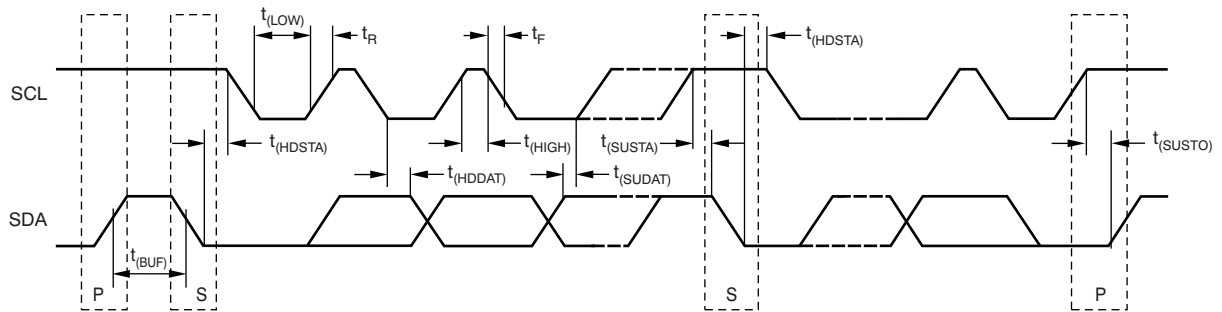 t(LOW)
tR
tF
t(HDSTA)
SCL
t(HDSTA)
t(HIGH)
t(SUSTA)
t(SUSTO)
t(HDDAT)
t(SUDAT)
SDA
t(BUF)
P
S
S
P